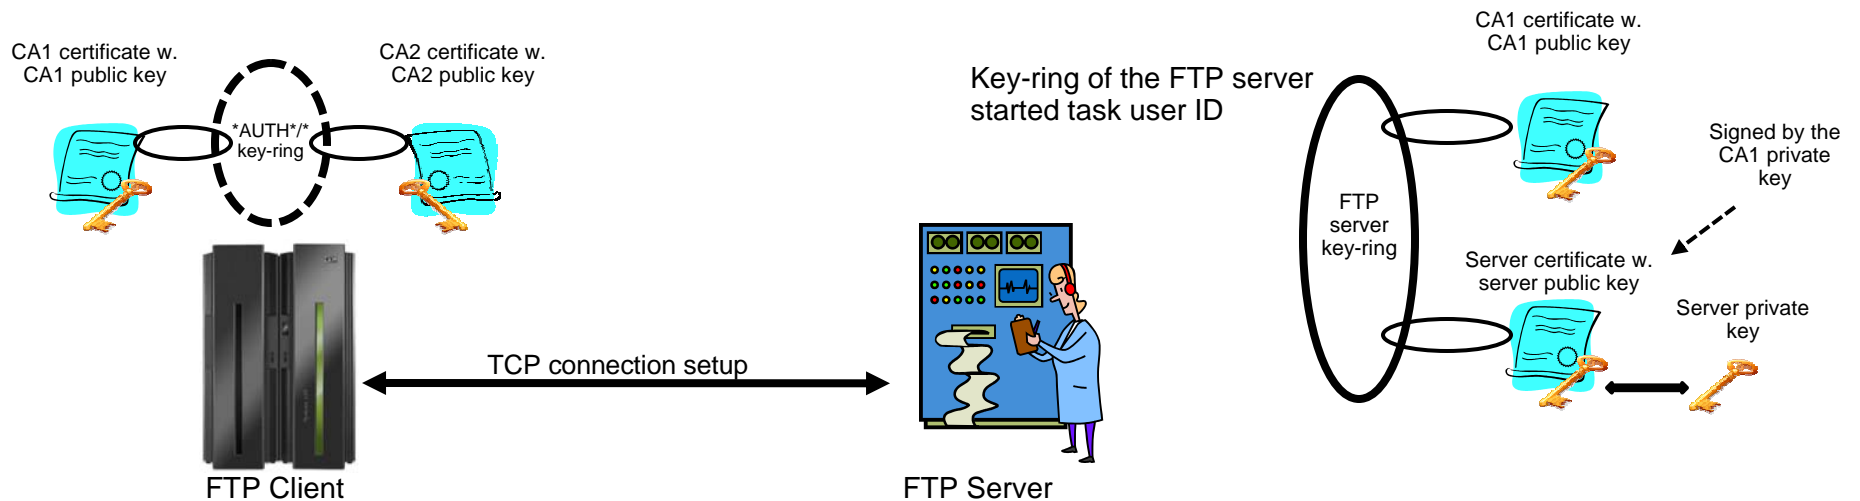 CA1 certificate w.
CA1 public key
CA2 certificate w.
CA2 public key
*AUTH*/*
key-ring
FTP Client
TCP connection setup
FTP Server
Key-ring of the FTP server
started task user ID
FTP
server
key-ring
CA1 certificate w.
CA1 public key
Signed by the
CA1 private
key
Server certificate w.
server public key
Server private
key